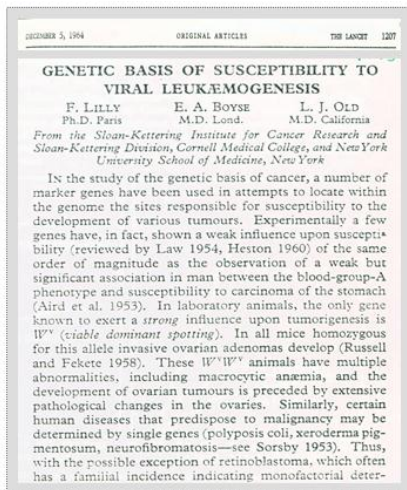 DECEMBER 5, 1964 ORIGINAL ARTICLES THE LANCET 1207
GENETIC BASIS OF SUSCEPTIBILITY TO
VIRAL LEUKÆMOGENESIS
F. LILLY E. A. BOYSE L. J. OLD
Ph.D. Paris M.D. Lond. M.D. California
From the Sloan-Kettering Institute for Cancer Research and
Sloan-Kettering Division, Cornell Medical College, and New York
University School of Medicine, New York
IN the study of the genetic basis of cancer, a number of
marker genes have been used in attempts to locate within
the genome the sites responsible for susceptibility to the
development of various tumours. Experimentally a few
genes have, in fact, shown a weak influence upon suscepti-
bility (reviewed by Law 1954, Heston 1960) of the same
order of magnitude as the observation of a weak but
significant association in man between the blood-group-A
phenotype and susceptibility to carcinoma of the stomach
(Aird et al. 1953). In laboratory animals, the only gene
known to exert a strong influence upon tumorigenesis is
Wᵛ (viable dominant spotting). In all mice homozygous
for this allele invasive ovarian adenomas develop (Russell
and Fekete 1958). These WᵛWᵛ animals have multiple
abnormalities, including macrocytic anæmia, and the
development of ovarian tumours is preceded by extensive
pathological changes in the ovaries. Similarly, certain
human diseases that predispose to malignancy may be
determined by single genes (polyposis coli, xeroderma pig-
mentosum, neurofibromatosis—see Sorsby 1953). Thus,
with the possible exception of retinoblastoma, which often
has a familial incidence indicating monofactorial deter-